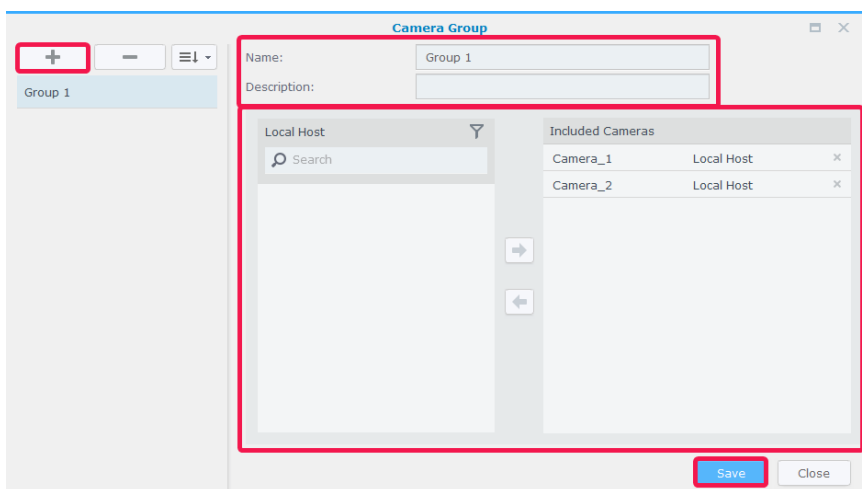 Camera Group
Group 1
Name:
Group 1
Description:
Local Host
Search
Included Cameras
Camera_1 Local Host
Camera_2 Local Host
Save
Close